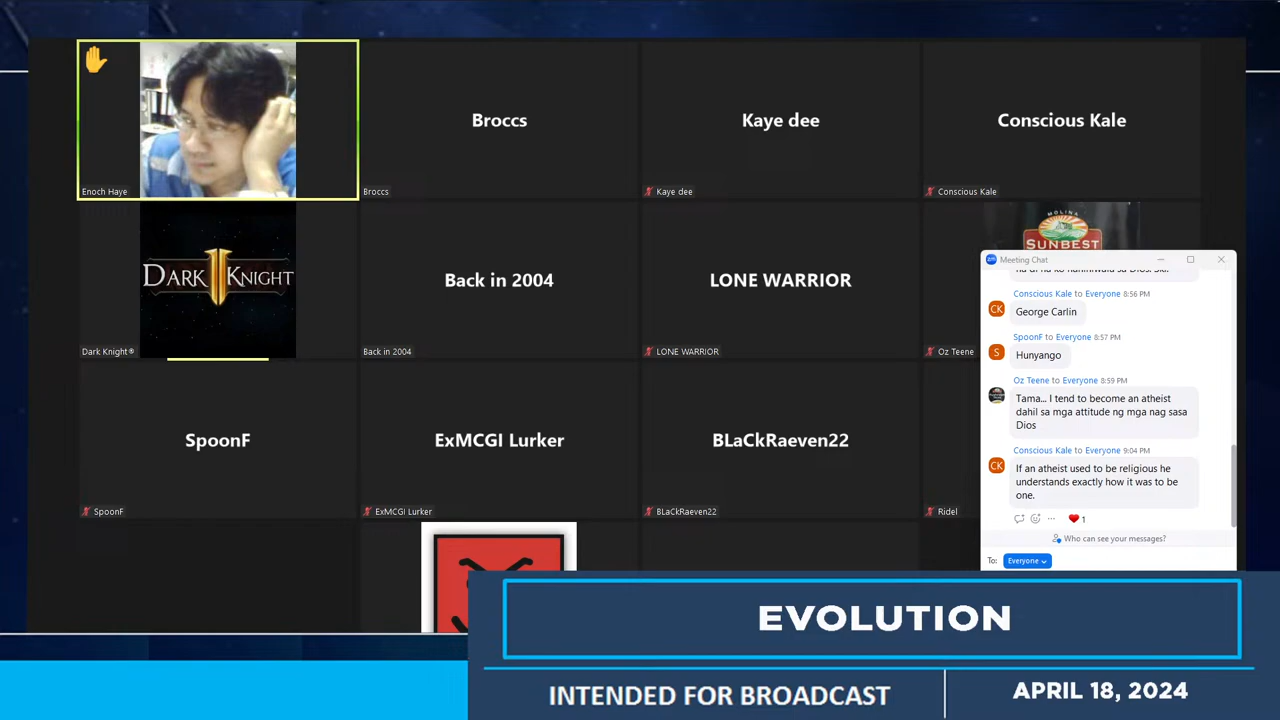 Broccs
Kaye dee
Conscious Kale
Enoch Haye
Broccs
Kaye dee
Conscious Kale
DARK KNIGHT
Back in 2004
LONE WARRIOR
MOLINA
SUNBEST
Dark Knight®
Back in 2004
LONE WARRIOR
Oz Teene
SpoonF
ExMCGI Lurker
BLaCkRaeven22
SpoonF
ExMCGI Lurker
BLaCkRaeven22
Ridel
Meeting Chat
Conscious Kale to Everyone 8:56 PM
CK
George Carlin
SpoonF to Everyone 8:57 PM
S
Hunyango
Oz Teene to Everyone 8:59 PM
Tama... I tend to become an atheist
dahil sa mga attitude ng mga nag sasa
Dios
Conscious Kale to Everyone 9:04 PM
CK
If an atheist used to be religious he
understands exactly how it was to be
one.
1
Who can see your messages?
To: Everyone
EVOLUTION
INTENDED FOR BROADCAST
APRIL 18, 2024